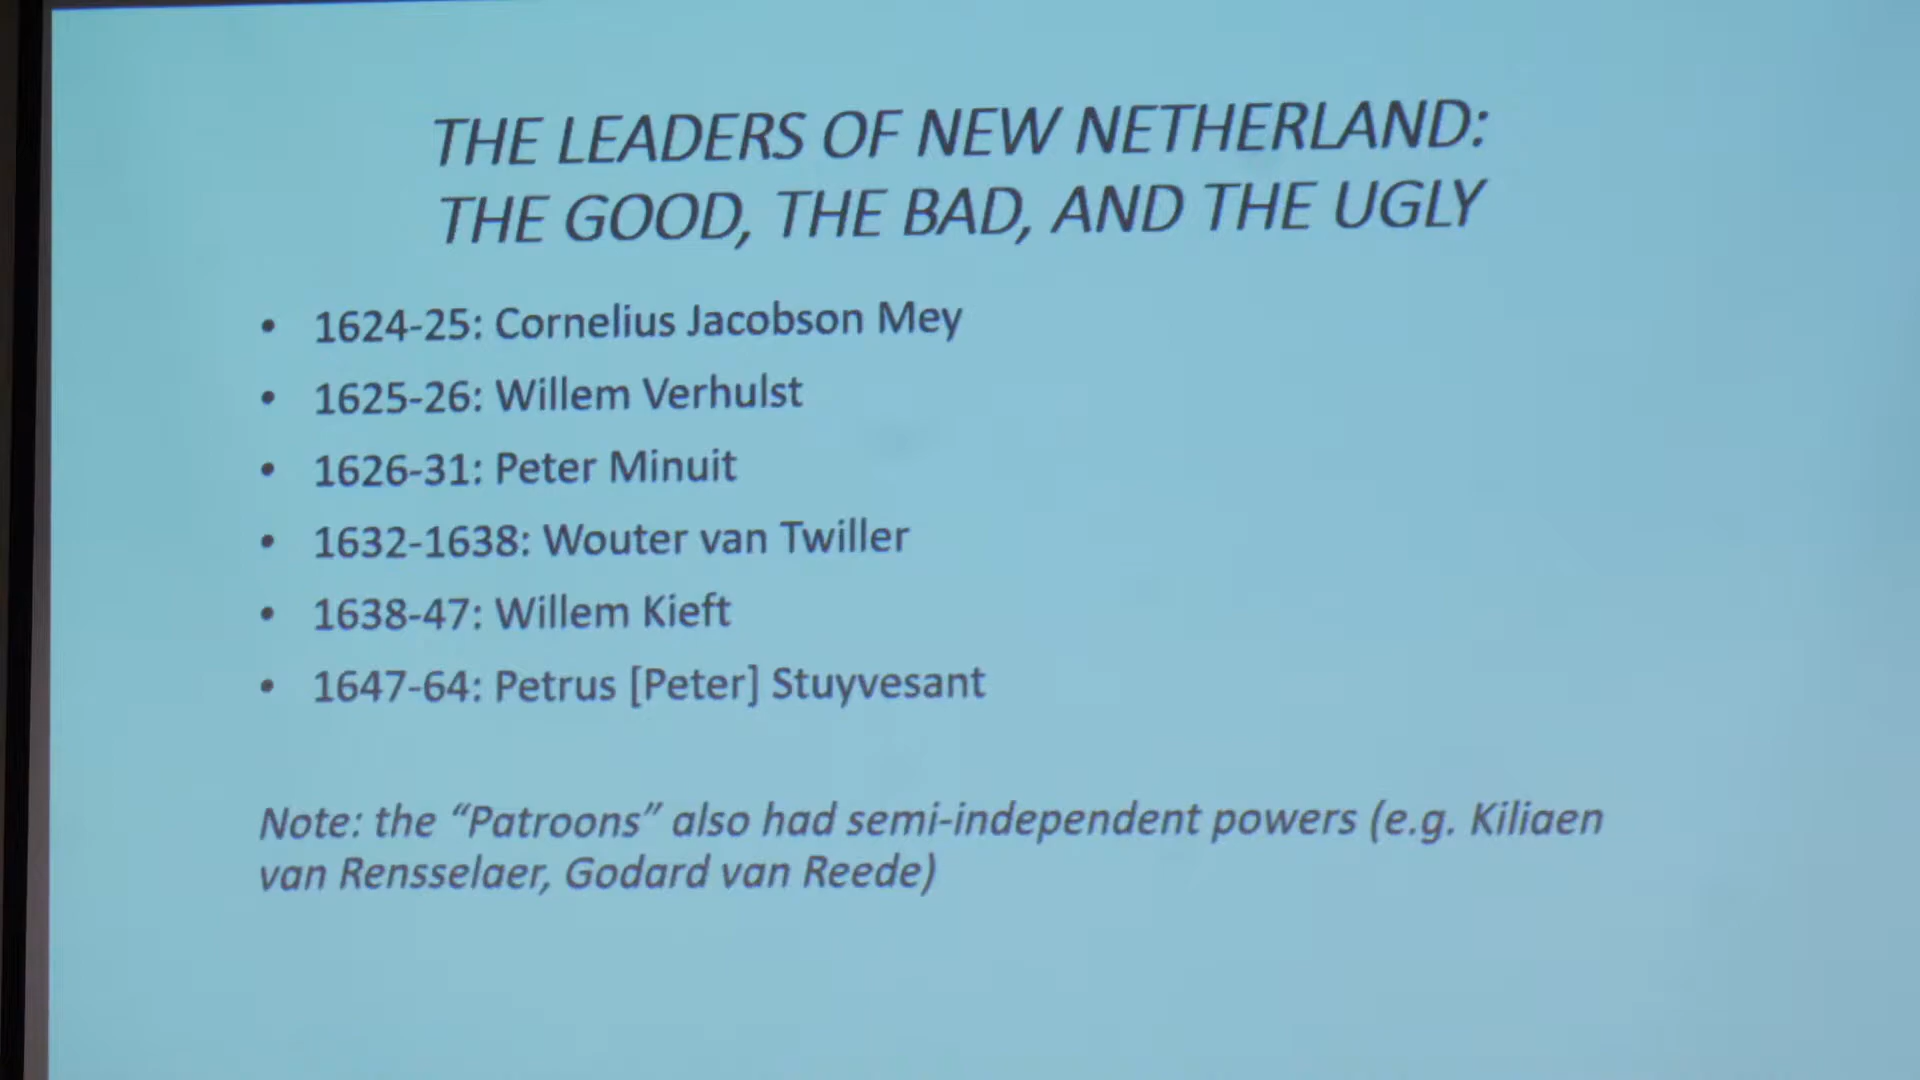 THE LEADERS OF NEW NETHERLAND:
THE GOOD, THE BAD, AND THE UGLY
• 1624-25: Cornelius Jacobson Mey
• 1625-26: Willem Verhulst
• 1626-31: Peter Minuit
• 1632-1638: Wouter van Twiller
• 1638-47: Willem Kieft
• 1647-64: Petrus [Peter] Stuyvesant
Note: the “Patroons” also had semi-independent powers (e.g. Kiliaen
van Rensselaer, Godard van Reede)